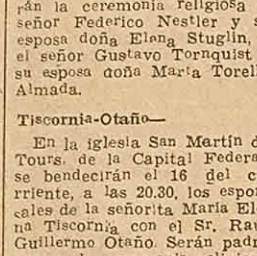 rán la ceremonia religiosa
señor Federico Nestler y s
esposa doña Elena Stuglin,
el señor Gustavo Tornquist
su esposa doña María Torell
Almada.
Tiscornia-Otaño—
En la iglesia San Martín d
Tours, de la Capital Federa
se bendecirán el 16 del c
rriente, a las 20.30, los espon
sales de la señorita María El
na Tiscornia con el Sr. Rau
Guillermo Otaño. Serán padr